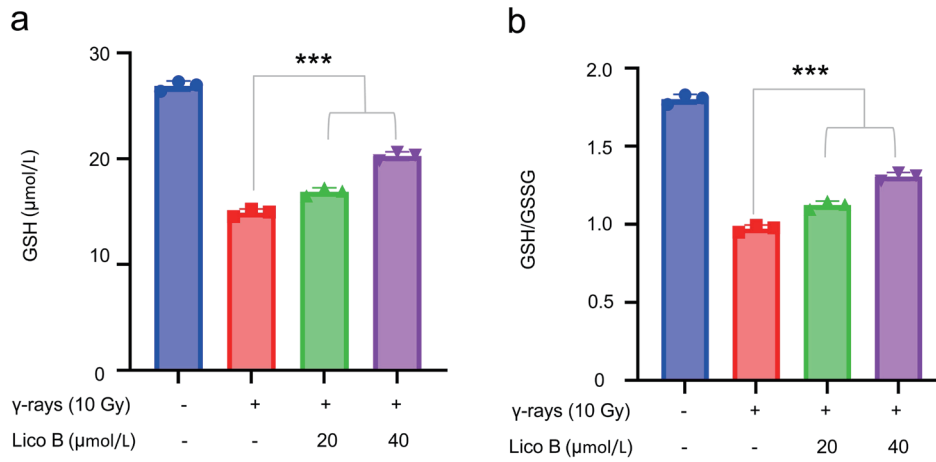 a
***
30
20
10
0
GSH (μmol/L)
γ-rays (10 Gy) - + + +
Lico B (μmol/L) - - 20 40
b
***
2.0
1.5
1.0
0.5
0
GSH/GSSG
γ-rays (10 Gy) - + + +
Lico B (μmol/L) - - 20 40